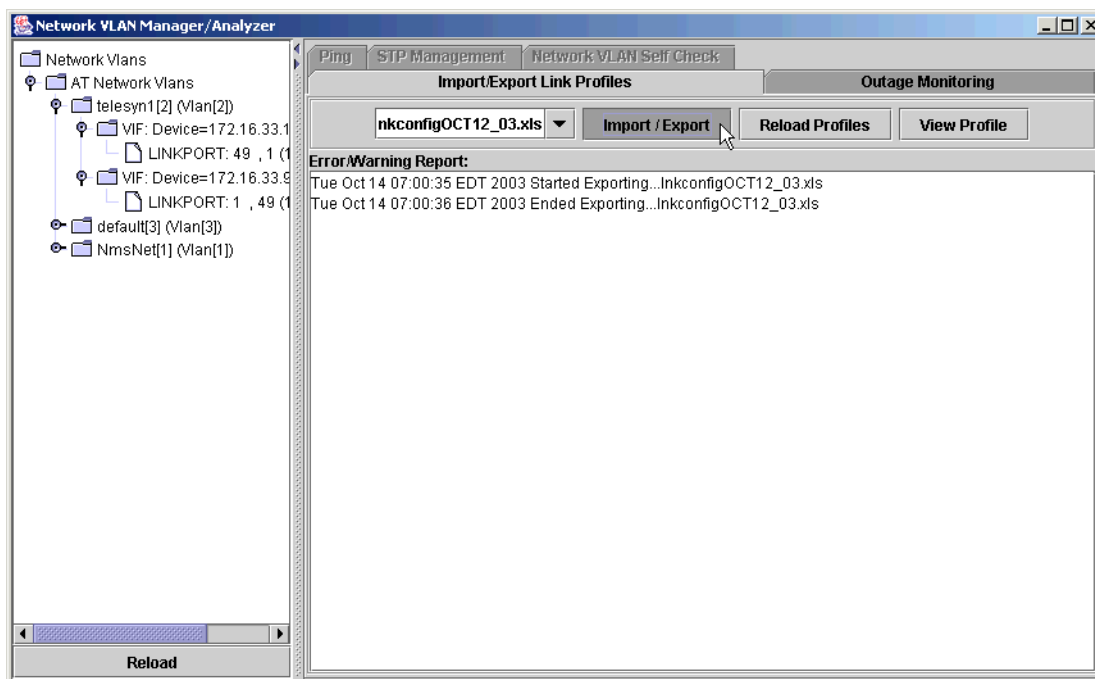 Network VLAN Manager/Analyzer
Network Vlans
AT Network Vlans
telesyn1[2] (Vlan[2])
VIF: Device=172.16.33.1
LINKPORT: 49 , 1 (1
VIF: Device=172.16.33.9
LINKPORT: 1 , 49 (1
default[3] (Vlan[3])
NmsNet[1] (Vlan[1])
Reload
Ping STP Management Network VLAN Self Check
Import/Export Link Profiles Outage Monitoring
nkconfigOCT12_03.xls Import / Export Reload Profiles View Profile
Error/Warning Report:
Tue Oct 14 07:00:35 EDT 2003 Started Exporting...lnkconfigOCT12_03.xls
Tue Oct 14 07:00:36 EDT 2003 Ended Exporting...lnkconfigOCT12_03.xls